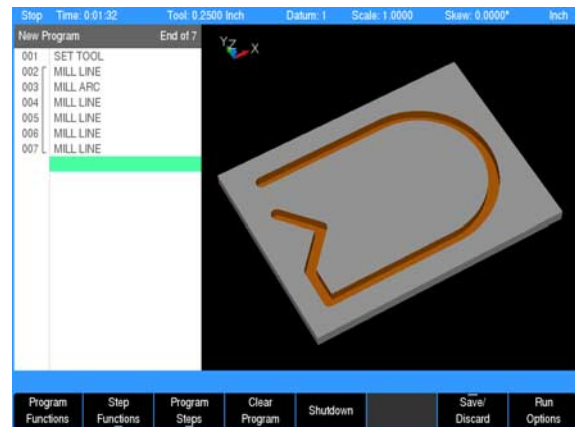 Stop Time: 0:01:32 Tool: 0.2500 Inch Datum: 1 Scale: 1.0000 Skew: 0.0000° Inch
New Program End of 7
001 SET TOOL
002 MILL LINE
003 MILL ARC
004 MILL LINE
005 MILL LINE
006 MILL LINE
007 MILL LINE
Y Z X
Program Functions
Step Functions
Program Steps
Clear Program
Shutdown
Save/ Discard
Run Options